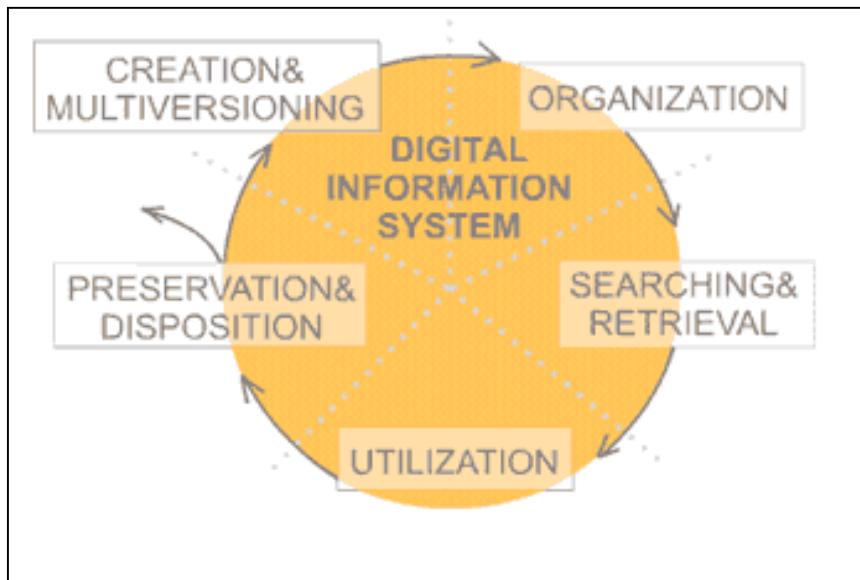 CREATION&
MULTIVERSIONING
ORGANIZATION
DIGITAL
INFORMATION
SYSTEM
PRESERVATION&
DISPOSITION
SEARCHING&
RETRIEVAL
UTILIZATION